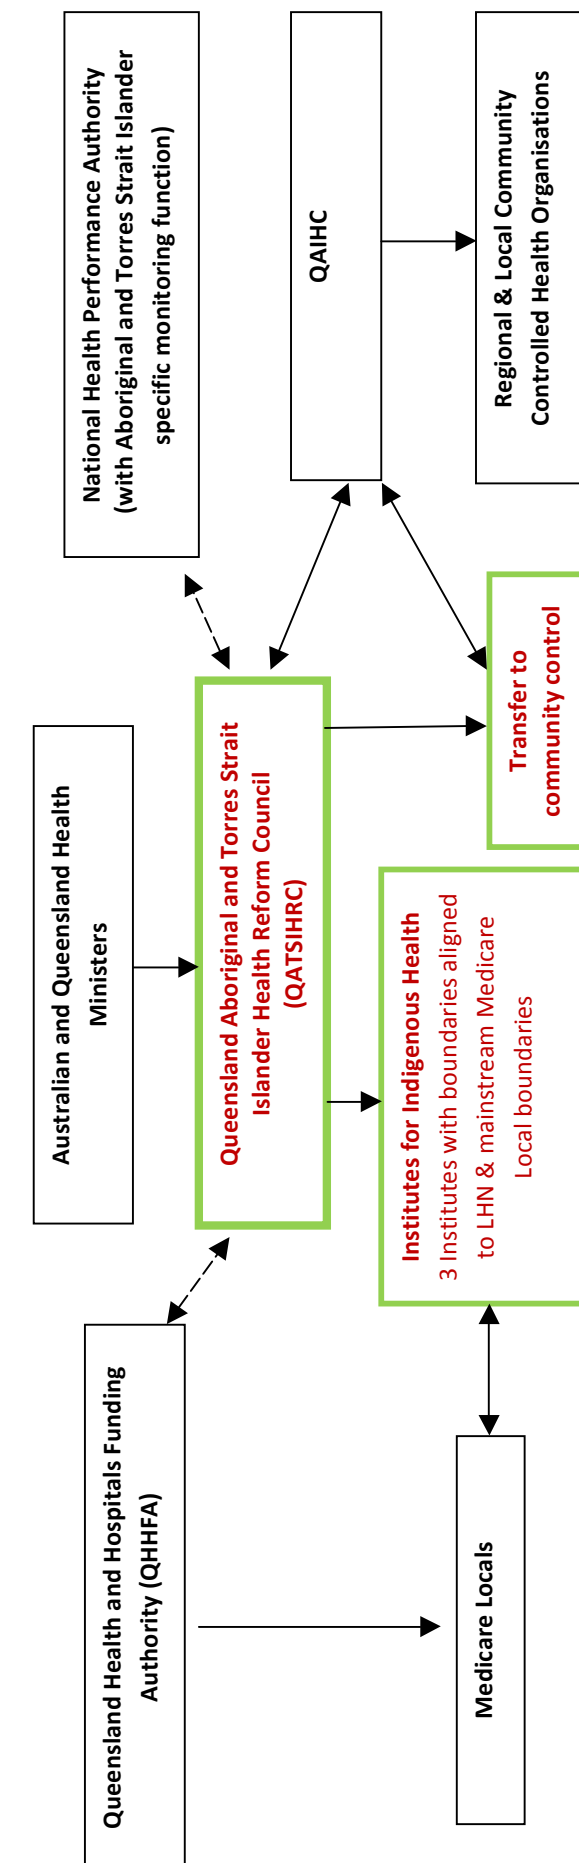 Australian and Queensland Health
Ministers
Queensland Health and Hospitals Funding
Authority (QHHFA)
National Health Performance Authority
(with Aboriginal and Torres Strait Islander
specific monitoring function)
Queensland Aboriginal and Torres Strait
Islander Health Reform Council
(QATSIHRC)
QAIHC
Institutes for Indigenous Health
3 Institutes with boundaries aligned
to LHN & mainstream Medicare
Local boundaries
Medicare Locals
Transfer to
community control
Regional & Local Community
Controlled Health Organisations